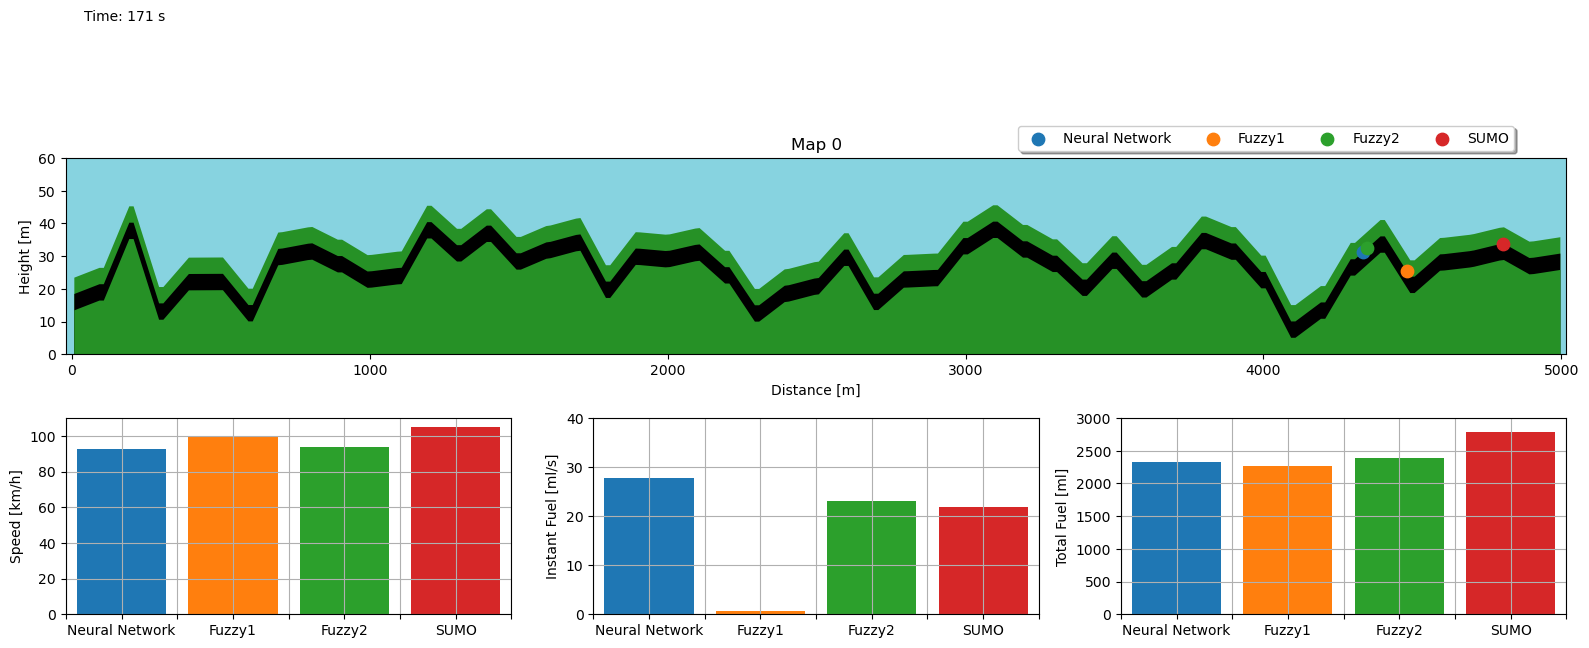 Time: 171 s
Neural Network Fuzzy1 Fuzzy2 SUMO
Map 0
Height [m]
60
50
40
30
20
10
0
0 1000 2000 3000 4000 5000
Distance [m]
Speed [km/h]
100
80
60
40
20
0
Neural Network Fuzzy1 Fuzzy2 SUMO
Instant Fuel [ml/s]
40
30
20
10
0
Neural Network Fuzzy1 Fuzzy2 SUMO
Total Fuel [ml]
3000
2500
2000
1500
1000
500
0
Neural Network Fuzzy1 Fuzzy2 SUMO